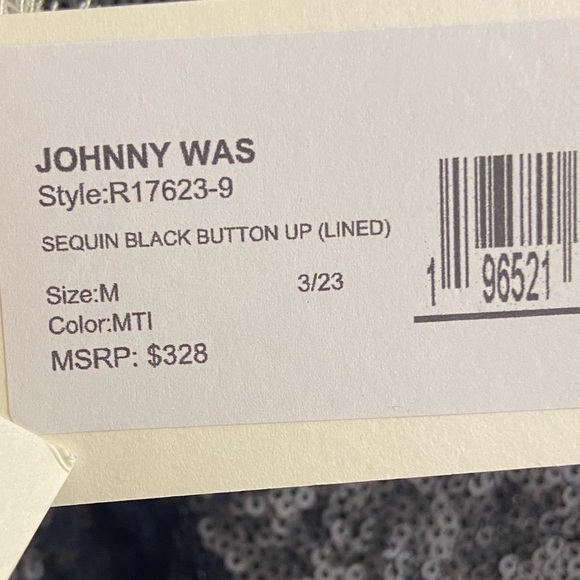 JOHNNY WAS
Style:R17623-9
SEQUIN BLACK BUTTON UP (LINED)
Size:M 3/23
Color:MTI
MSRP: $328
1 96521